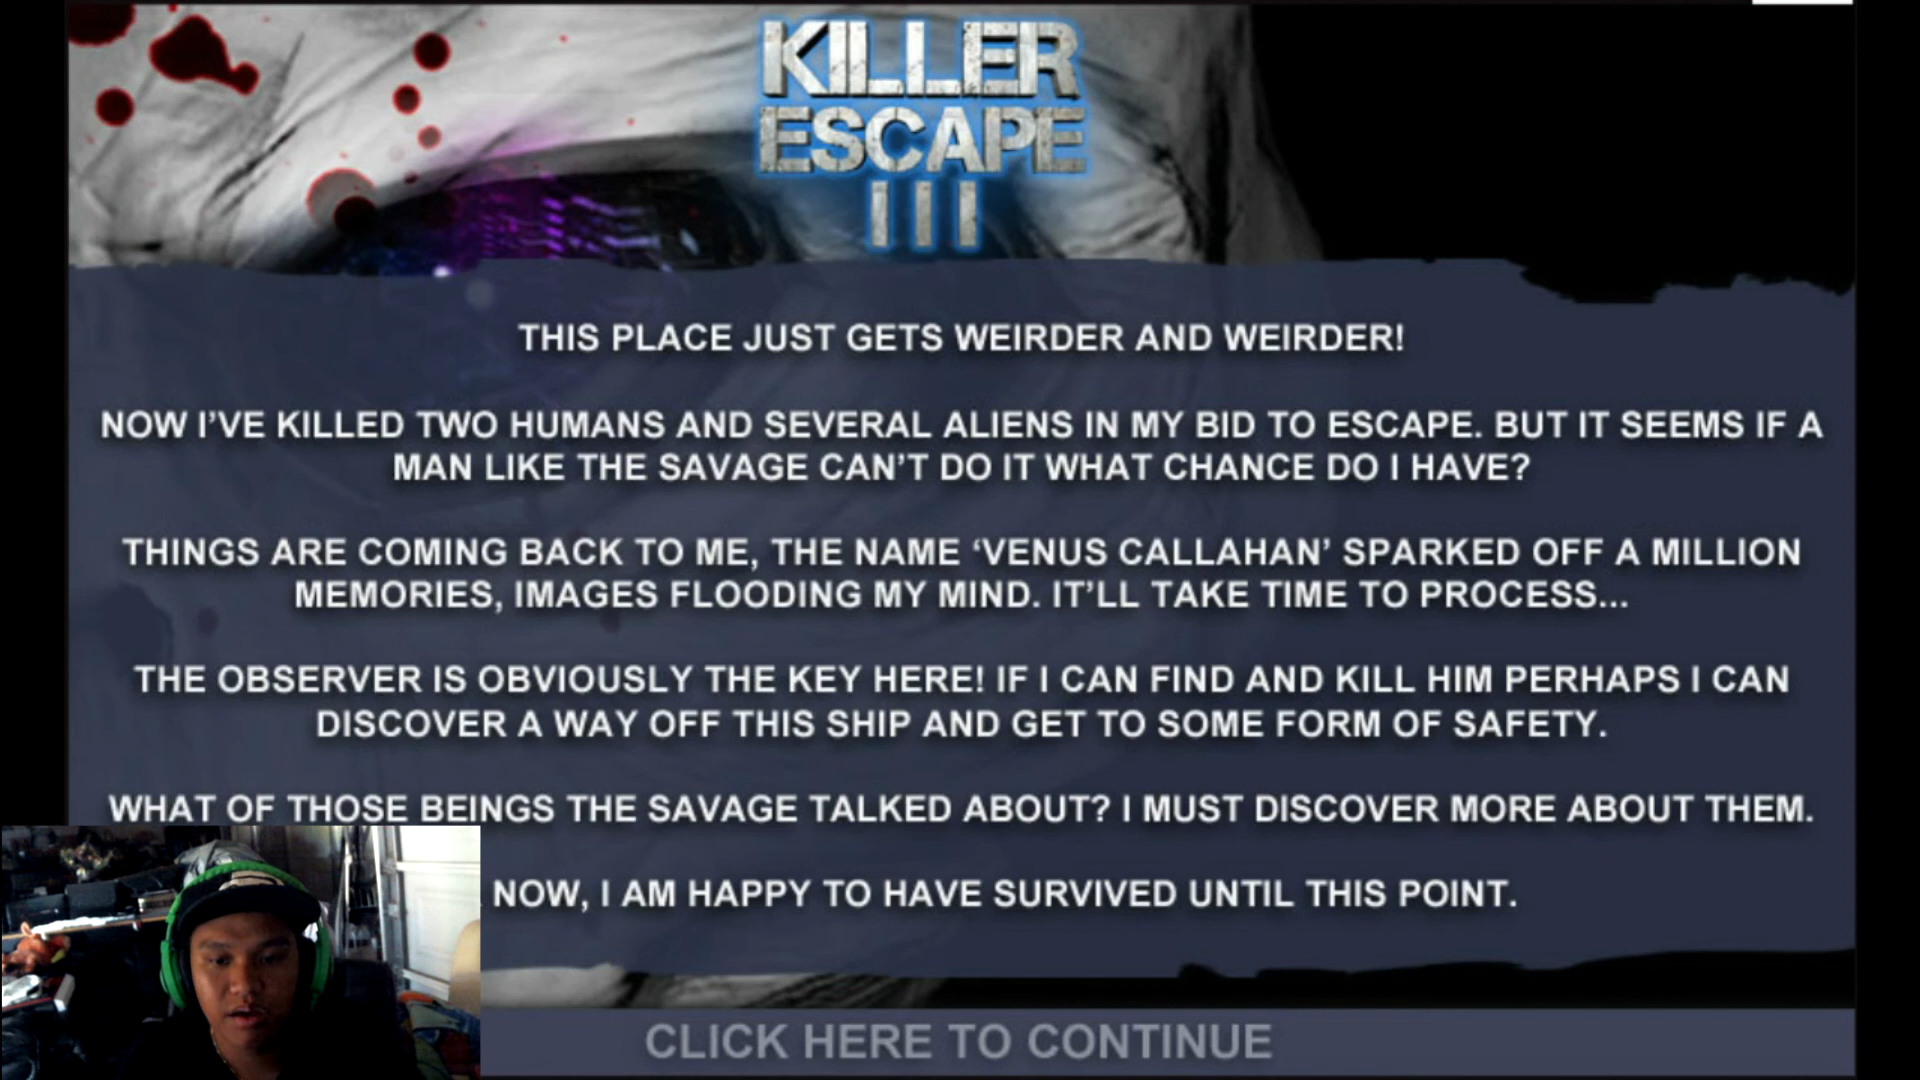 KILLER
ESCAPE
III
THIS PLACE JUST GETS WEIRDER AND WEIRDER!
NOW I'VE KILLED TWO HUMANS AND SEVERAL ALIENS IN MY BID TO ESCAPE. BUT IT SEEMS IF A
MAN LIKE THE SAVAGE CAN'T DO IT WHAT CHANCE DO I HAVE?
THINGS ARE COMING BACK TO ME, THE NAME ‘VENUS CALLAHAN’ SPARKED OFF A MILLION
MEMORIES, IMAGES FLOODING MY MIND. IT'LL TAKE TIME TO PROCESS...
THE OBSERVER IS OBVIOUSLY THE KEY HERE! IF I CAN FIND AND KILL HIM PERHAPS I CAN
DISCOVER A WAY OFF THIS SHIP AND GET TO SOME FORM OF SAFETY.
WHAT OF THOSE BEINGS THE SAVAGE TALKED ABOUT? I MUST DISCOVER MORE ABOUT THEM.
NOW, I AM HAPPY TO HAVE SURVIVED UNTIL THIS POINT.
CLICK HERE TO CONTINUE